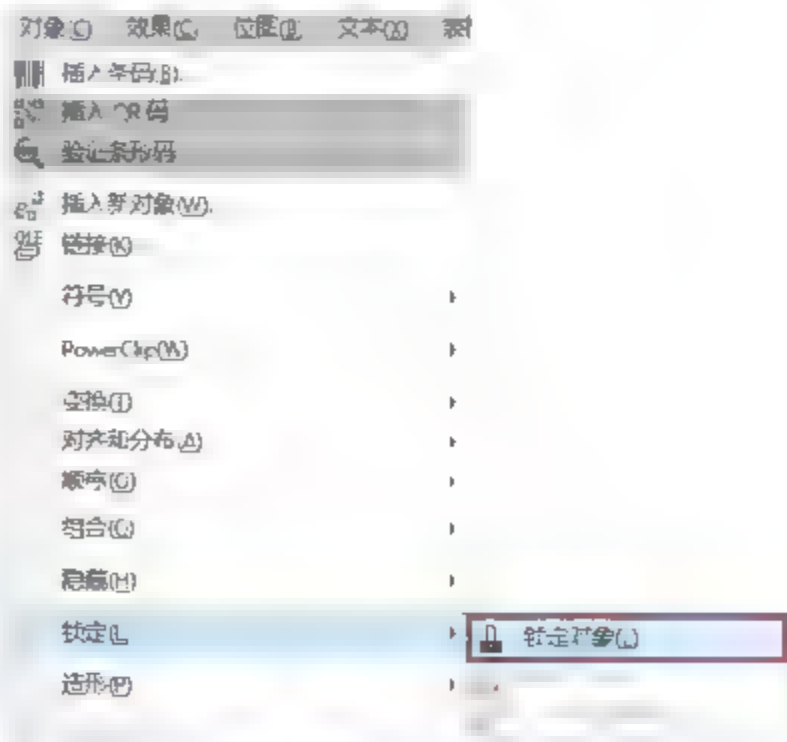 对象(C) 效果(C) 位图(B) 文本(X)
插入条码(B)
插入 QR 码
验证条形码
插入新对象(W)
链接(K)
符号(Y)
PowerClip(W)
变换(T)
对齐和分布(A)
顺序(O)
组合(G)
隐藏(H)
锁定(L)
锁定对象(L)
造形(P)